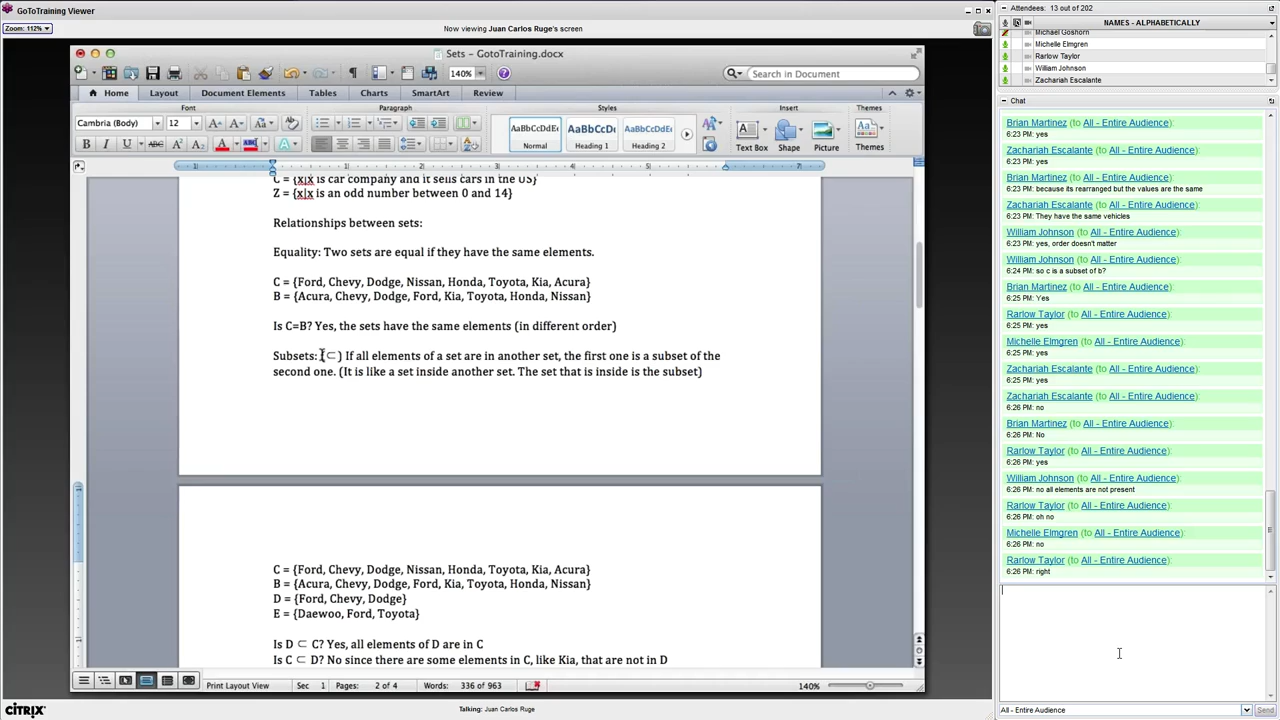 GoToTraining Viewer
Zoom: 112%
Now viewing Juan Carlos Ruge's screen
Sets – GotoTraining.docx
140%
Search in Document
Home Layout Document Elements Tables Charts SmartArt Review
Font Paragraph Styles Insert Themes
Cambria (Body) 12
AaBbCcDdEe AaBbCcDdEe AaBbCcDdEe
Normal Heading 1 Heading 2 Text Box Shape Picture Themes
C = {x|x is car company and it sells cars in the US}
Z = {x|x is an odd number between 0 and 14}
Relationships between sets:
Equality: Two sets are equal if they have the same elements.
C = {Ford, Chevy, Dodge, Nissan, Honda, Toyota, Kia, Acura}
B = {Acura, Chevy, Dodge, Ford, Kia, Toyota, Honda, Nissan}
Is C=B? Yes, the sets have the same elements (in different order)
Subsets: (⊂ ) If all elements of a set are in another set, the first one is a subset of the
second one. (It is like a set inside another set. The set that is inside is the subset)
C = {Ford, Chevy, Dodge, Nissan, Honda, Toyota, Kia, Acura}
B = {Acura, Chevy, Dodge, Ford, Kia, Toyota, Honda, Nissan}
D = {Ford, Chevy, Dodge}
E = {Daewoo, Ford, Toyota}
Is D ⊂ C? Yes, all elements of D are in C
Is C ⊂ D? No since there are some elements in C, like Kia, that are not in D
Print Layout View Sec 1 Pages: 2 of 4 Words: 336 of 963 140%
CITRIX
Talking: Juan Carlos Ruge
Attendees: 13 out of 202
NAMES - ALPHABETICALLY
Michael Goshorn
Michelle Elmgren
Rarlow Taylor
William Johnson
Zachariah Escalante
Chat
Brian Martinez (to All - Entire Audience):
6:23 PM: yes
Zachariah Escalante (to All - Entire Audience):
6:23 PM: yes
Brian Martinez (to All - Entire Audience):
6:23 PM: because its rearranged but the values are the same
Zachariah Escalante (to All - Entire Audience):
6:23 PM: They have the same vehicles
William Johnson (to All - Entire Audience):
6:23 PM: yes, order doesn't matter
William Johnson (to All - Entire Audience):
6:24 PM: so c is a subset of b?
Brian Martinez (to All - Entire Audience):
6:25 PM: Yes
Rarlow Taylor (to All - Entire Audience):
6:25 PM: yes
Michelle Elmgren (to All - Entire Audience):
6:25 PM: yes
Zachariah Escalante (to All - Entire Audience):
6:26 PM: no
Brian Martinez (to All - Entire Audience):
6:26 PM: No
Rarlow Taylor (to All - Entire Audience):
6:26 PM: yes
William Johnson (to All - Entire Audience):
6:26 PM: no all elements are not present
Rarlow Taylor (to All - Entire Audience):
6:26 PM: oh no
Michelle Elmgren (to All - Entire Audience):
6:26 PM: no
Rarlow Taylor (to All - Entire Audience):
6:26 PM: right
All - Entire Audience
Send